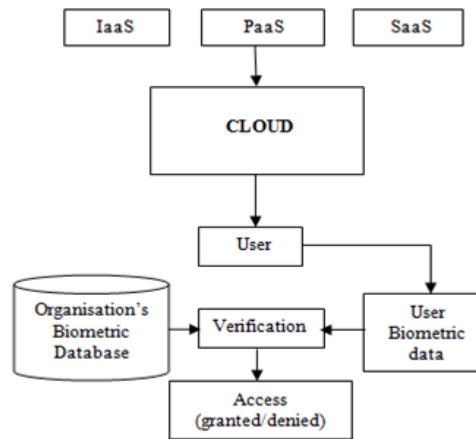 IaaS
PaaS
SaaS
CLOUD
User
Organisation's
Biometric
Database
Verification
User
Biometric
data
Access
(granted/denied)